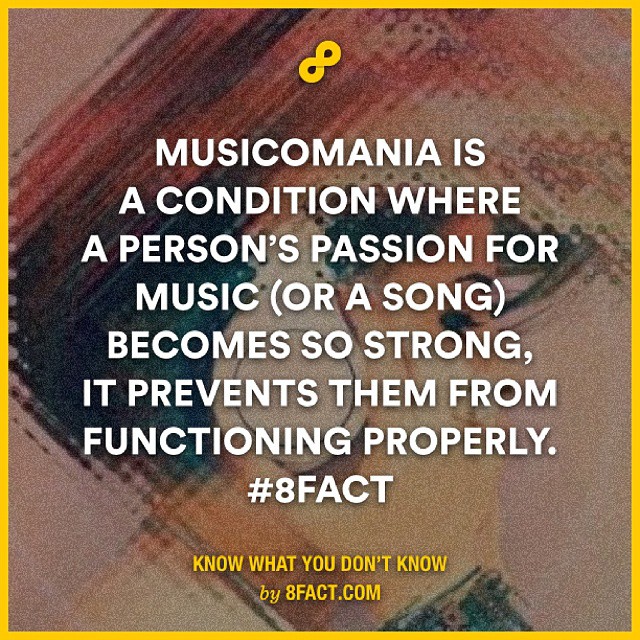 MUSICOMANIA IS
A CONDITION WHERE
A PERSON'S PASSION FOR
MUSIC (OR A SONG)
BECOMES SO STRONG,
IT PREVENTS THEM FROM
FUNCTIONING PROPERLY.
#8FACT
KNOW WHAT YOU DON'T KNOW
by 8FACT.COM